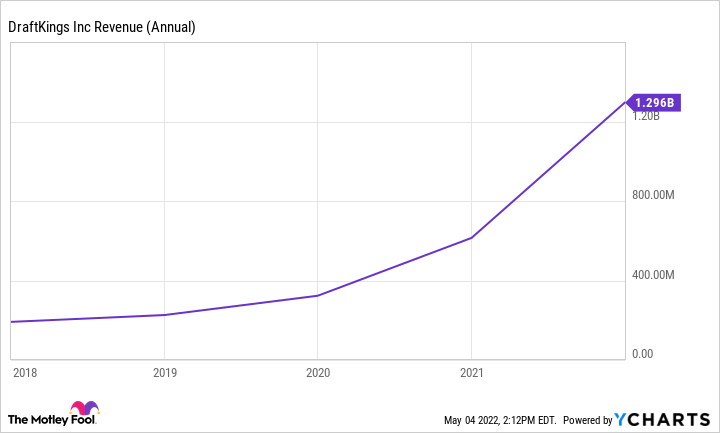 DraftKings Inc Revenue (Annual)
1.296B
1.20B
800.00M
400.00M
0.00
2018 2019 2020 2021
The Motley Fool.
May 04 2022, 2:12PM EDT. Powered by YCHARTS